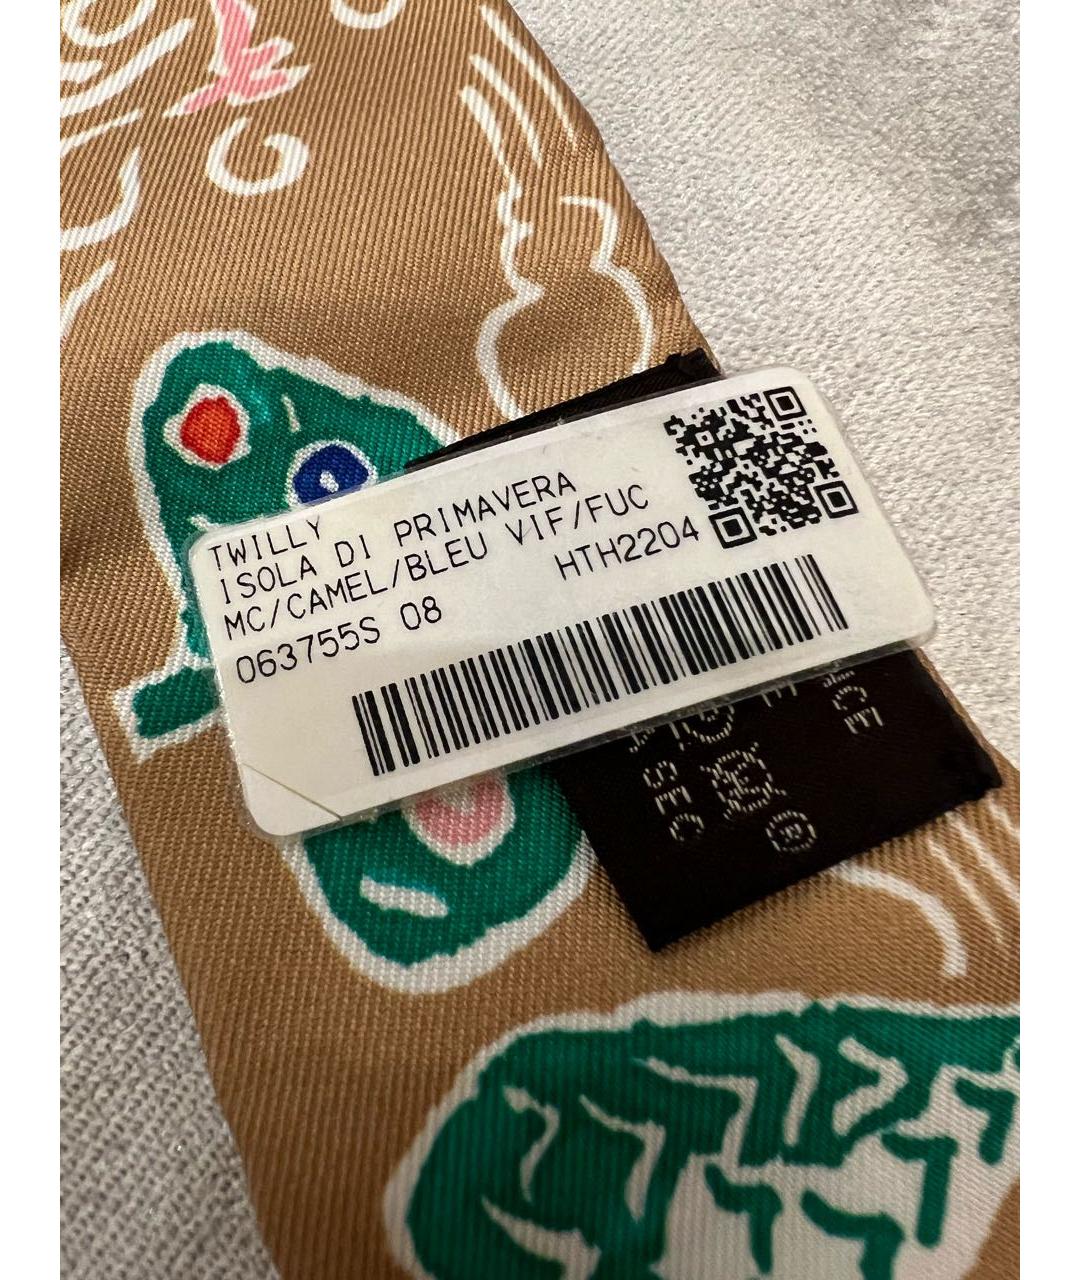 TWILLY
ISOLA DI PRIMAVERA
MC/CAMEL/BLEU VIF/FUC
HTH2204
063755S 08